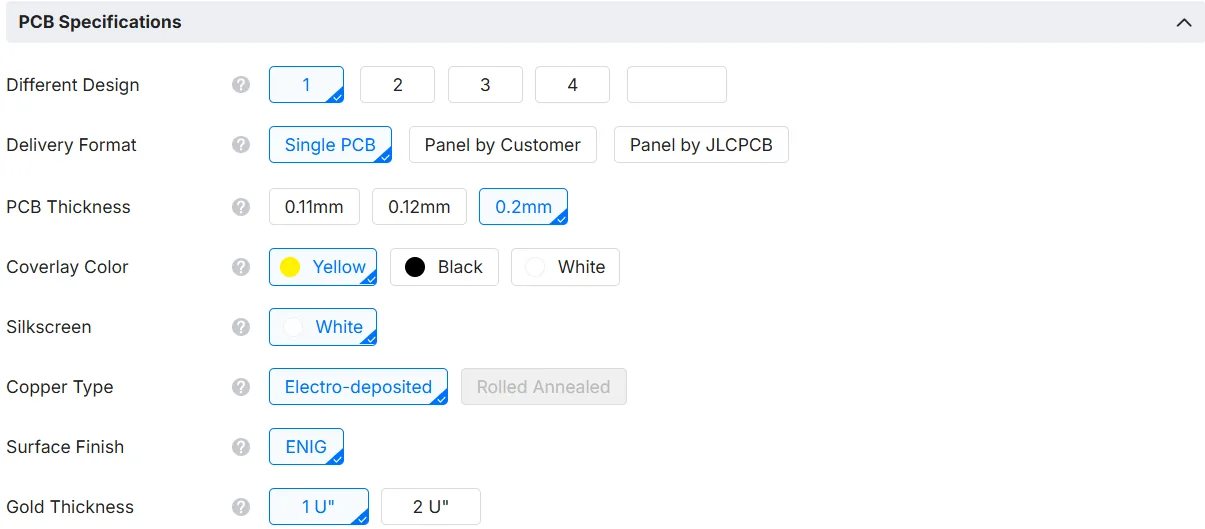 PCB Specifications
Different Design ? 1 2 3 4
Delivery Format ? Single PCB Panel by Customer Panel by JLCPCB
PCB Thickness ? 0.11mm 0.12mm 0.2mm
Coverlay Color ? Yellow Black White
Silkscreen ? White
Copper Type ? Electro-deposited Rolled Annealed
Surface Finish ? ENIG
Gold Thickness ? 1 U" 2 U"